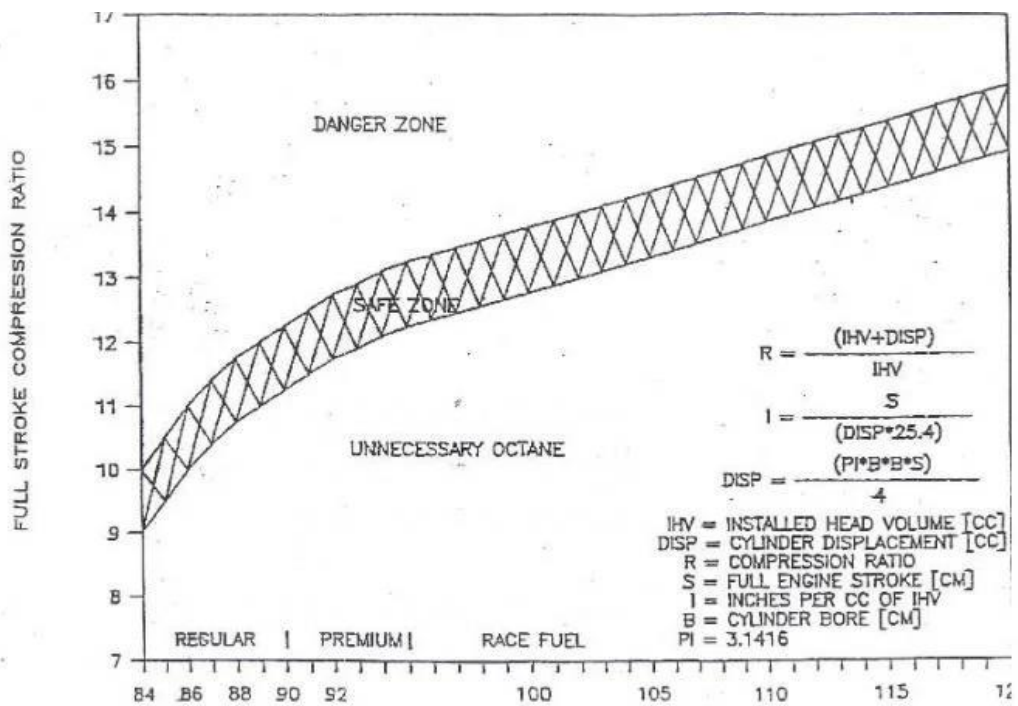 17
16
15
14
13
12
11
10
9
8
7
FULL STROKE COMPRESSION RATIO
DANGER ZONE
SAFE ZONE
UNNECESSARY OCTANE
R = (IHV+DISP)
IHV
I = S
(DISP*25.4)
DISP = (PI*B*B*S)
4
IHV = INSTALLED HEAD VOLUME [CC]
DISP = CYLINDER DISPLACEMENT [CC]
R = COMPRESSION RATIO
S = FULL ENGINE STROKE [CM]
I = INCHES PER CC OF IHV
B = CYLINDER BORE [CM]
PI = 3.1416
REGULAR | PREMIUM | RACE FUEL
84 86 88 90 92 100 105 110 115 12